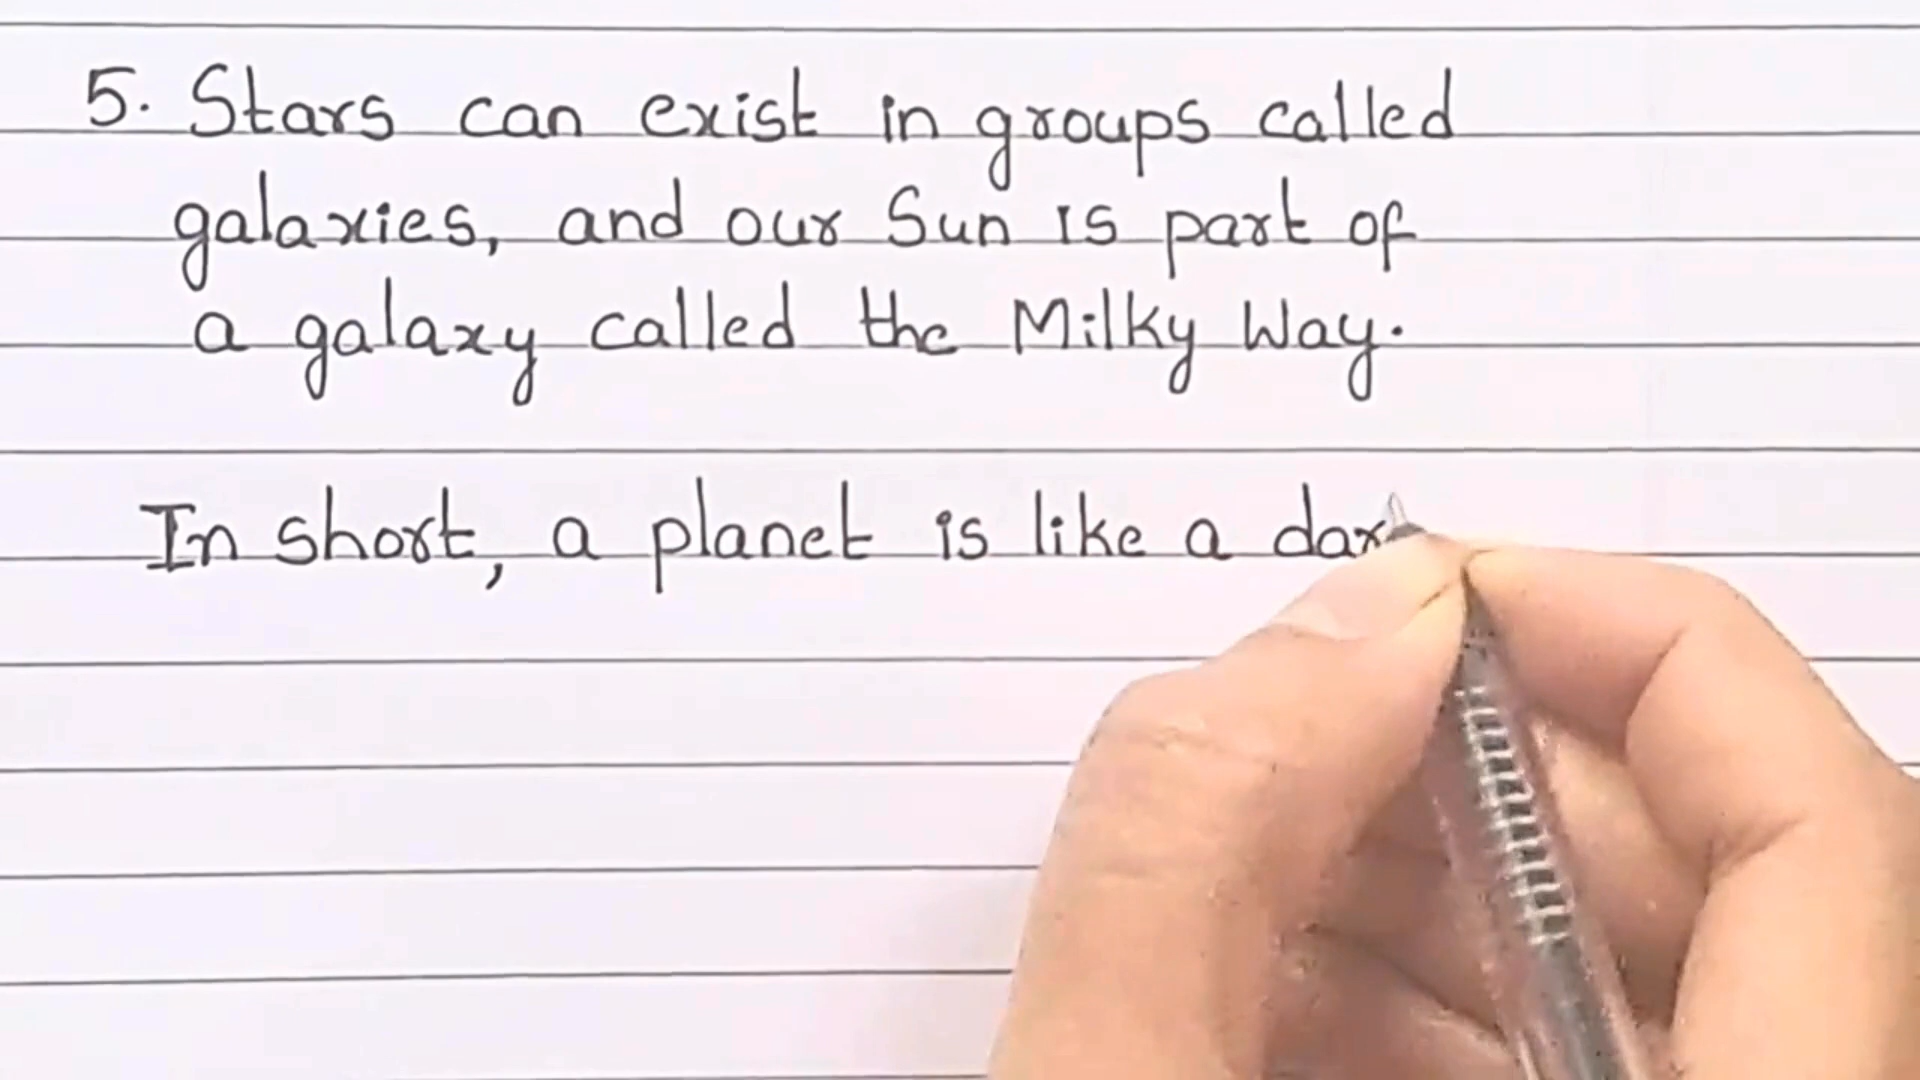 5. Stars can exist in groups called
galaxies, and our Sun is part of
a galaxy called the Milky Way.
In short, a planet is like a dar